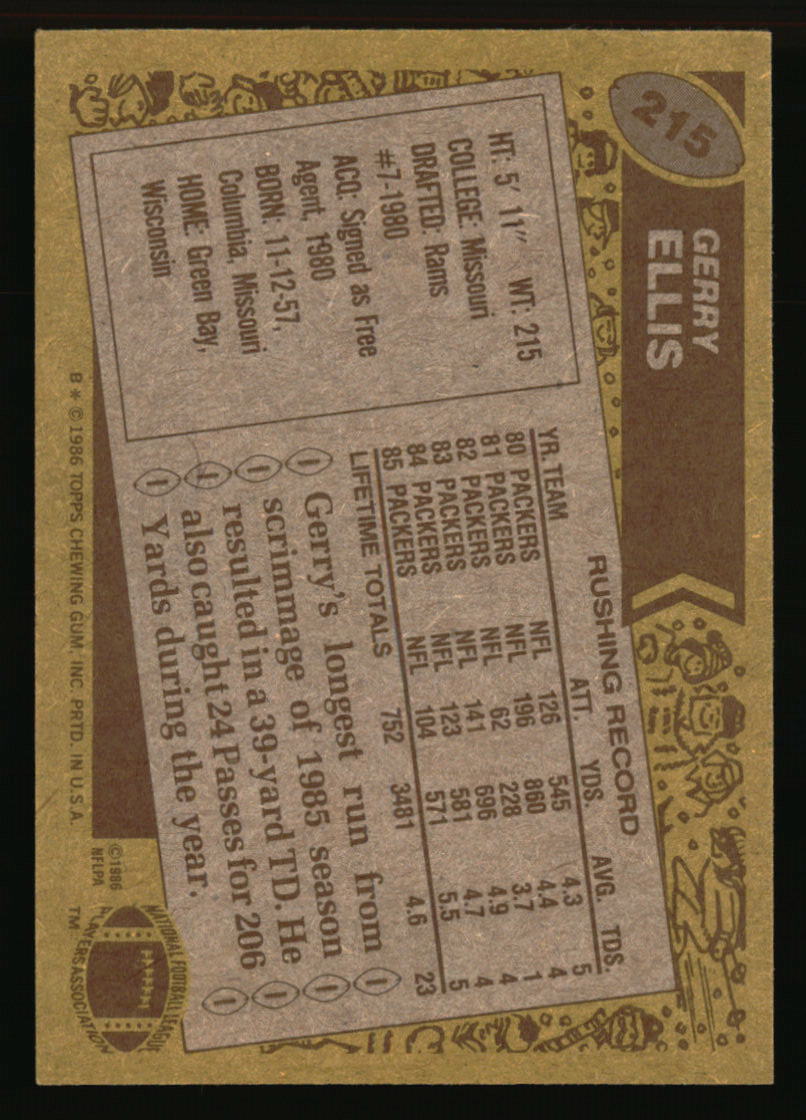 215
GERRY
ELLIS
HT: 5′ 11″ WT: 215
COLLEGE: Missouri
DRAFTED: Rams
#7-1980
ACQ: Signed as Free
Agent, 1980
BORN: 11-12-57,
Columbia, Missouri
HOME: Green Bay,
Wisconsin
RUSHING RECORD
YR. TEAM ATT. YDS. AVG. TDS.
80 PACKERS NFL 126 545 4.3 5
81 PACKERS NFL 196 860 4.4 4
82 PACKERS NFL 62 228 3.7 1
83 PACKERS NFL 141 696 4.9 4
84 PACKERS NFL 123 581 4.7 4
85 PACKERS NFL 104 571 5.5 5
LIFETIME TOTALS 752 3481 4.6 23
Gerry's longest run from
scrimmage of 1985 season
resulted in a 39-yard TD. He
also caught 24 Passes for 206
Yards during the year.
B * © 1986 TOPPS CHEWING GUM, INC. PRTD. IN U.S.A.
©1986
NFLPA
NATIONAL FOOTBALL LEAGUE
PLAYERS ASSOCIATION
TM